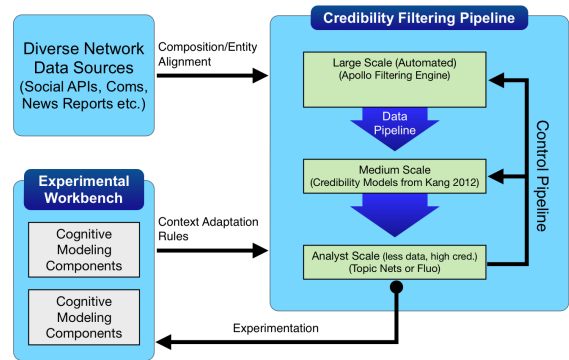 Diverse Network
Data Sources
(Social APIs, Coms,
News Reports etc.)
Composition/Entity
Alignment
Credibility Filtering Pipeline
Large Scale (Automated)
(Apollo Filtering Engine)
Data
Pipeline
Medium Scale
(Credibility Models from Kang 2012)
Analyst Scale (less data, high cred.)
(Topic Nets or Fluo)
Control Pipeline
Experimental
Workbench
Cognitive
Modeling
Components
Cognitive
Modeling
Components
Context Adaptation
Rules
Experimentation